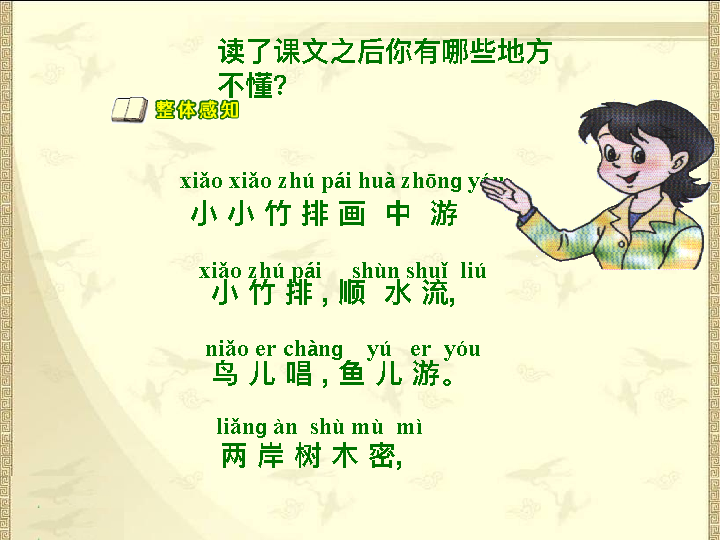 读了课文之后你有哪些地方
不懂?
整体感知
xiǎo xiǎo zhú pái huà zhōng yóu
小 小 竹 排 画 中 游
xiǎo zhú pái shùn shuǐ liú
小 竹 排 , 顺 水 流,
niǎo er chàng yú er yóu
鸟 儿 唱 , 鱼 儿 游。
liǎng àn shù mù mì
两 岸 树 木 密,